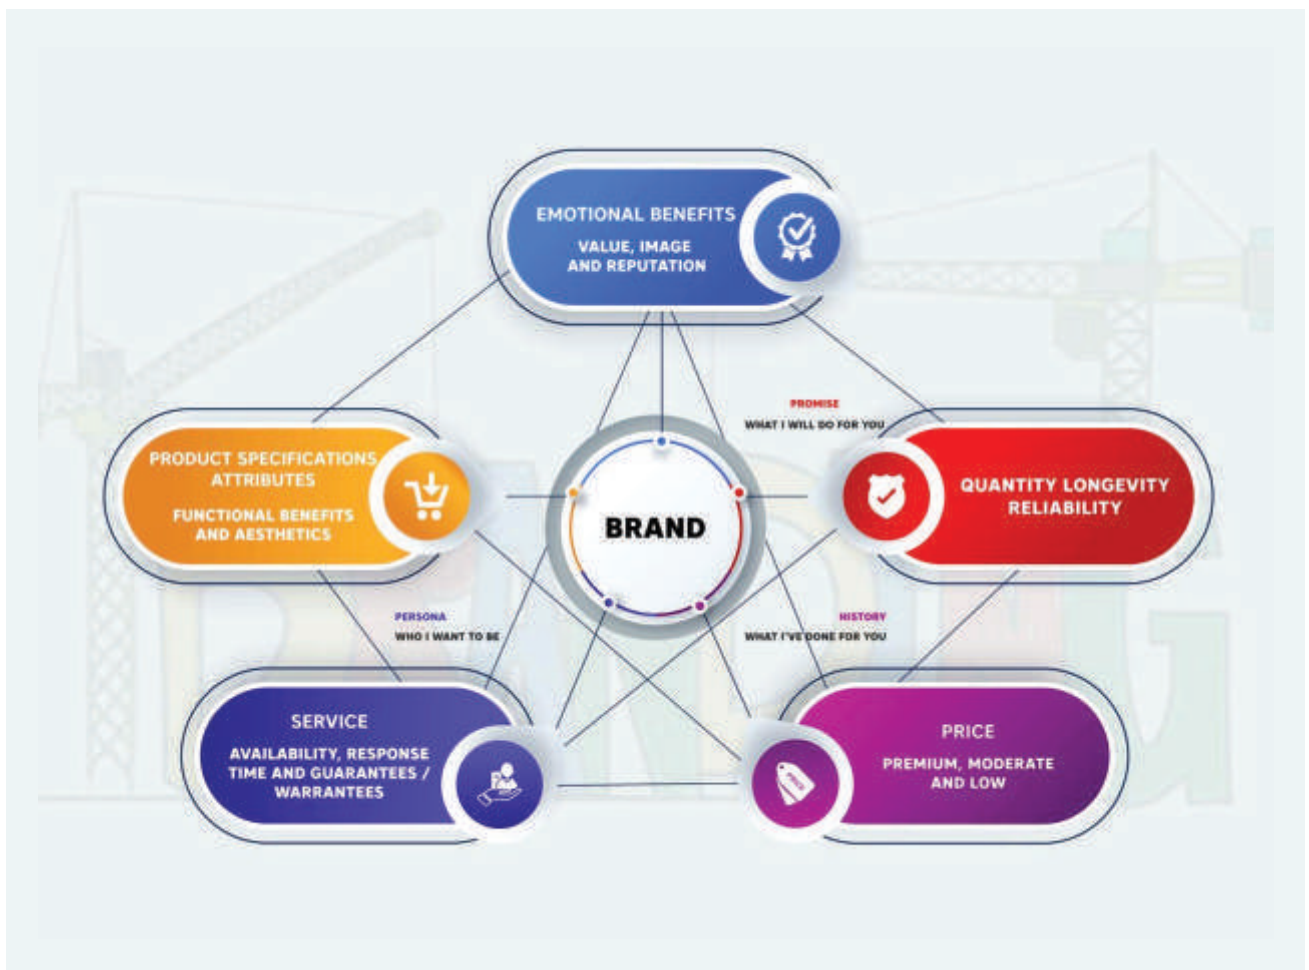 EMOTIONAL BENEFITS
VALUE, IMAGE
AND REPUTATION
PROMISE
WHAT I WILL DO FOR YOU
PRODUCT SPECIFICATIONS
ATTRIBUTES
FUNCTIONAL BENEFITS
AND AESTHETICS
BRAND
QUANTITY LONGEVITY
RELIABILITY
PERSONA
WHO I WANT TO BE
HISTORY
WHAT I'VE DONE FOR YOU
SERVICE
AVAILABILITY, RESPONSE
TIME AND GUARANTEES /
WARRANTEES
PRICE
PRICE
PREMIUM, MODERATE
AND LOW
BRANDING